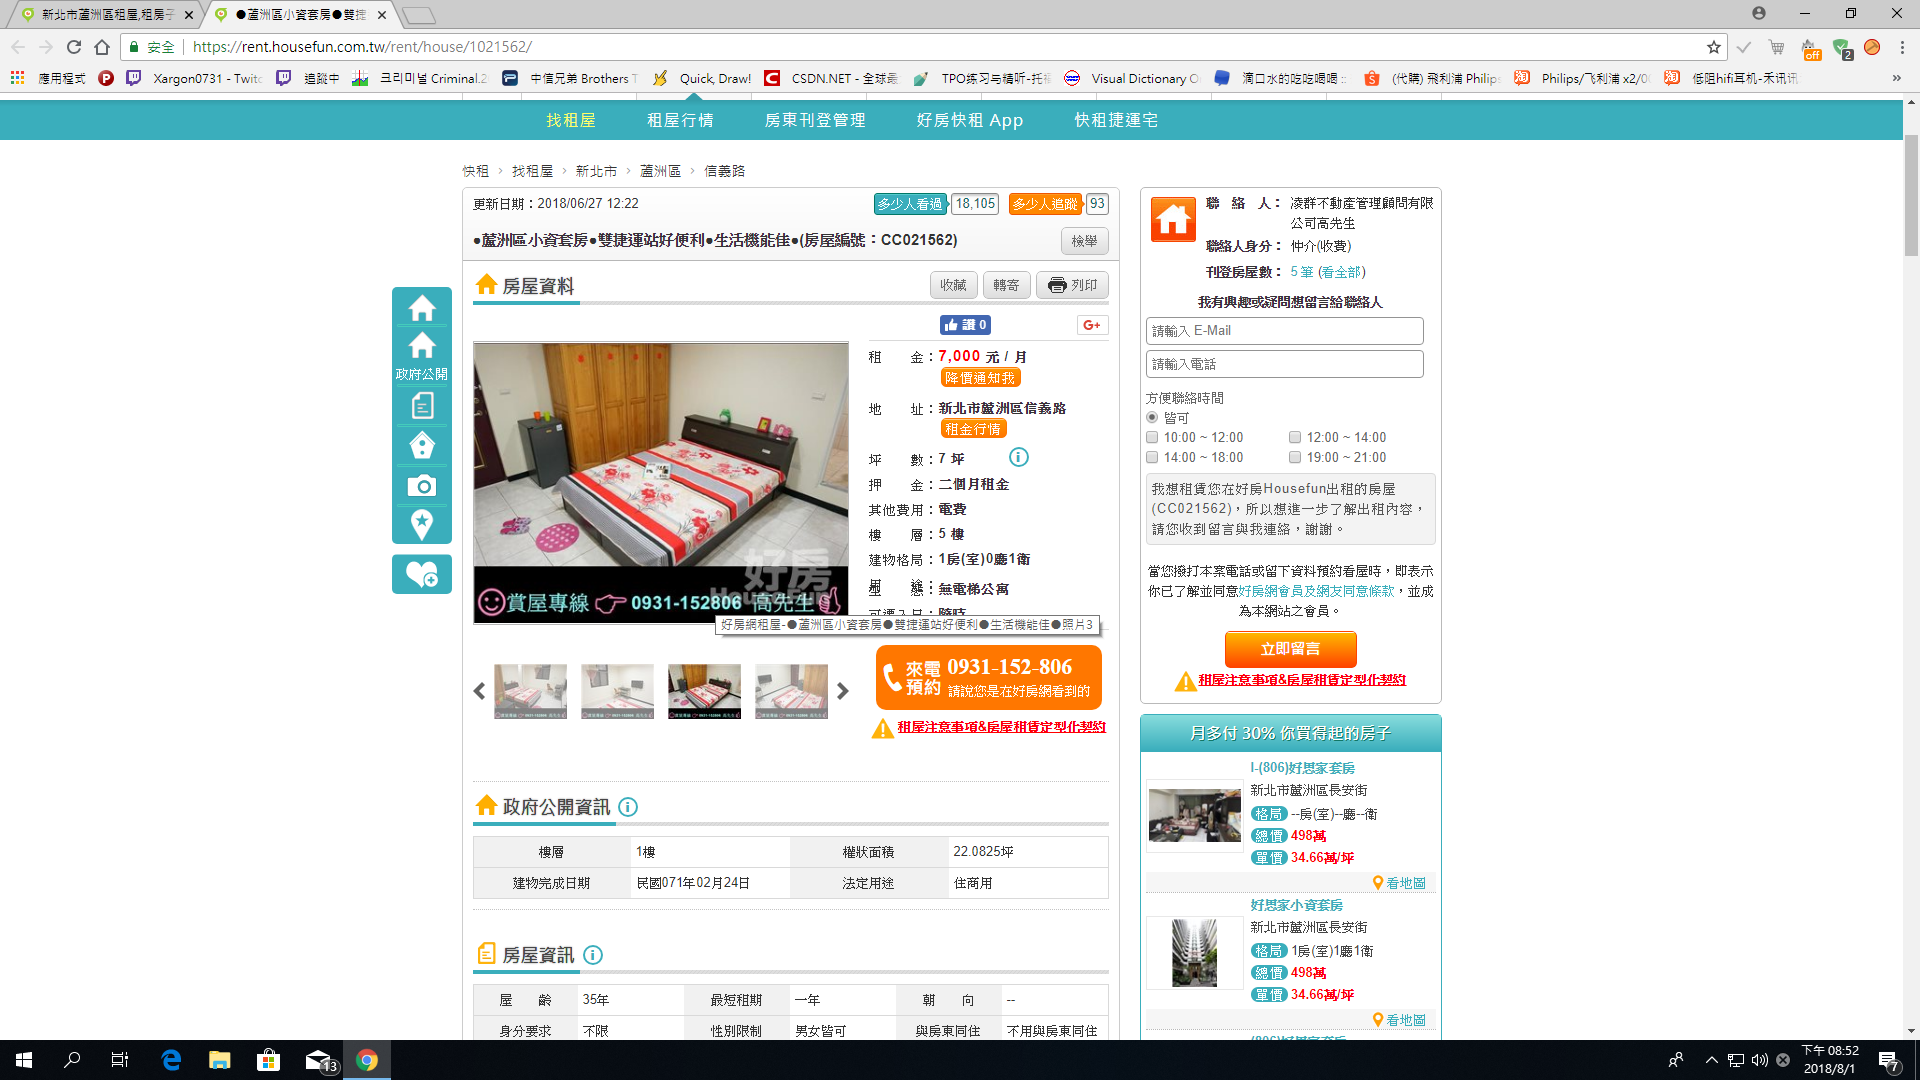 新北市蘆洲區租屋,租房子
●蘆洲區小資套房●雙捷
安全
https://rent.housefun.com.tw/rent/house/1021562/
off
2
應用程式
Xargon0731 - Twitc
追蹤中
크리미널 Criminal.2
中信兄弟 Brothers T
Quick, Draw!
CSDN.NET - 全球最
TPO练习与精听-托福
Visual Dictionary O
滴口水的吃吃喝喝 ::
(代購) 飛利浦 Philips
Philips/飞利浦 x2/0
低阻hifi耳机-禾讯讯
»
找租屋
租屋行情
房東刊登管理
好房快租 App
快租捷運宅
快租 › 找租屋 › 新北市 › 蘆洲區 › 信義路
更新日期：2018/06/27 12:22
多少人看過 18,105
多少人追蹤 93
●蘆洲區小資套房●雙捷運站好便利●生活機能佳●(房屋編號：CC021562)
檢舉
房屋資料
收藏
轉寄
列印
政府公開
讚 0
G+
租 金：7,000 元 / 月
降價通知我
地 址：新北市蘆洲區信義路
租金行情
坪 數：7 坪
押 金：二個月租金
其他費用：電費
樓 層：5 樓
建物格局：1房(室)0廳1衛
型 態：無電梯公寓
可遷入日：隨時
好房
HouseFun
賞屋專線 0931-152806 高先生
好房網租屋-●蘆洲區小資套房●雙捷運站好便利●生活機能佳●照片3
來電預約
0931-152-806
請說您是在好房網看到的
租屋注意事項&房屋租賃定型化契約
政府公開資訊
樓層 1樓 權狀面積 22.0825坪
建物完成日期 民國071年02月24日 法定用途 住商用
房屋資訊
屋 齡 35年 最短租期 一年 朝 向 --
身分要求 不限 性別限制 男女皆可 與房東同住 不用與房東同住
聯 絡 人：凌群不動產管理顧問有限
公司高先生
聯絡人身分：仲介(收費)
刊登房屋數：5 筆 (看全部)
我有興趣或疑問想留言給聯絡人
請輸入 E-Mail
請輸入電話
方便聯絡時間
皆可
10:00 ~ 12:00
12:00 ~ 14:00
14:00 ~ 18:00
19:00 ~ 21:00
我想租賃您在好房Housefun出租的房屋
(CC021562)，所以想進一步了解出租內容，
請您收到留言與我連絡，謝謝。
當您撥打本案電話或留下資料預約看屋時，即表示
你已了解並同意好房網會員及網友同意條款，並成
為本網站之會員。
立即留言
租屋注意事項&房屋租賃定型化契約
月多付 30% 你買得起的房子
I-(806)好思家套房
新北市蘆洲區長安街
格局 --房(室)--廳--衛
總價 498萬
單價 34.66萬/坪
看地圖
好思家小資套房
新北市蘆洲區長安街
格局 1房(室)1廳1衛
總價 498萬
單價 34.66萬/坪
看地圖
13
下午 08:52
2018/8/1
7